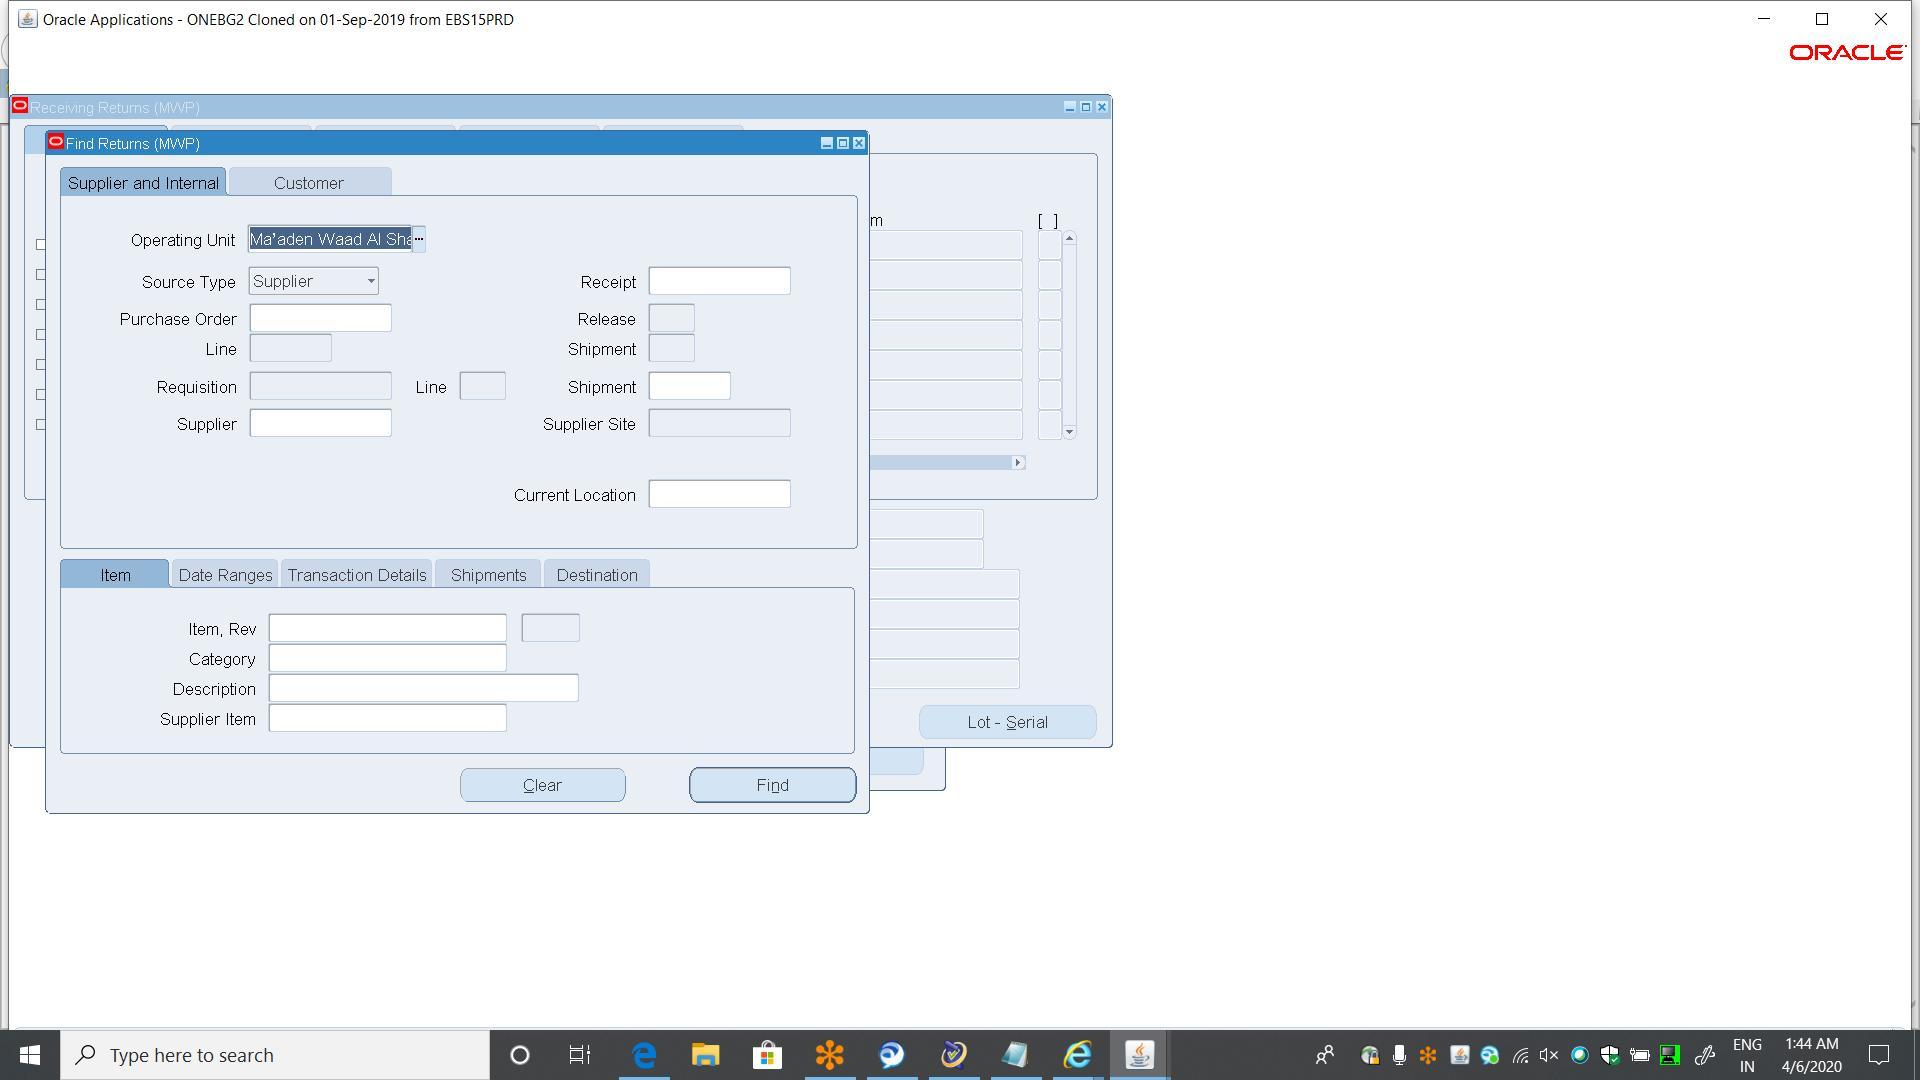 Oracle Applications - ONEBG2 Cloned on 01-Sep-2019 from EBS15PRD
ORACLE
Receiving Returns (MWP)
Find Returns (MWP)
Supplier and Internal
Customer
Operating Unit Ma'aden Waad Al Sha ...
Source Type Supplier
Receipt
Purchase Order
Release
Line
Shipment
Requisition
Line
Shipment
Supplier
Supplier Site
Current Location
m
[ ]
Item
Date Ranges
Transaction Details
Shipments
Destination
Item, Rev
Category
Description
Supplier Item
Lot - Serial
Clear
Find
Type here to search
ENG
IN
1:44 AM
4/6/2020